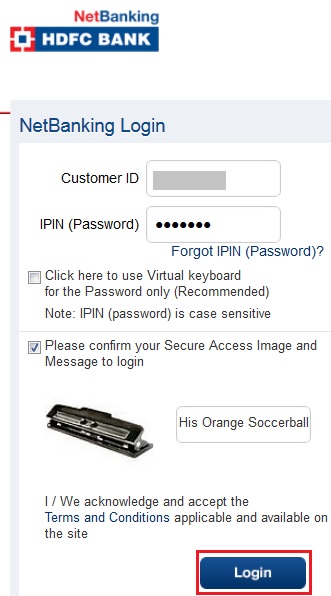 NetBanking
HDFC BANK
NetBanking Login
Customer ID
IPIN (Password)
Forgot IPIN (Password)?
Click here to use Virtual keyboard
for the Password only (Recommended)
Note: IPIN (password) is case sensitive
Please confirm your Secure Access Image and
Message to login
His Orange Soccerball
I / We acknowledge and accept the
Terms and Conditions applicable and available on
the site
Login